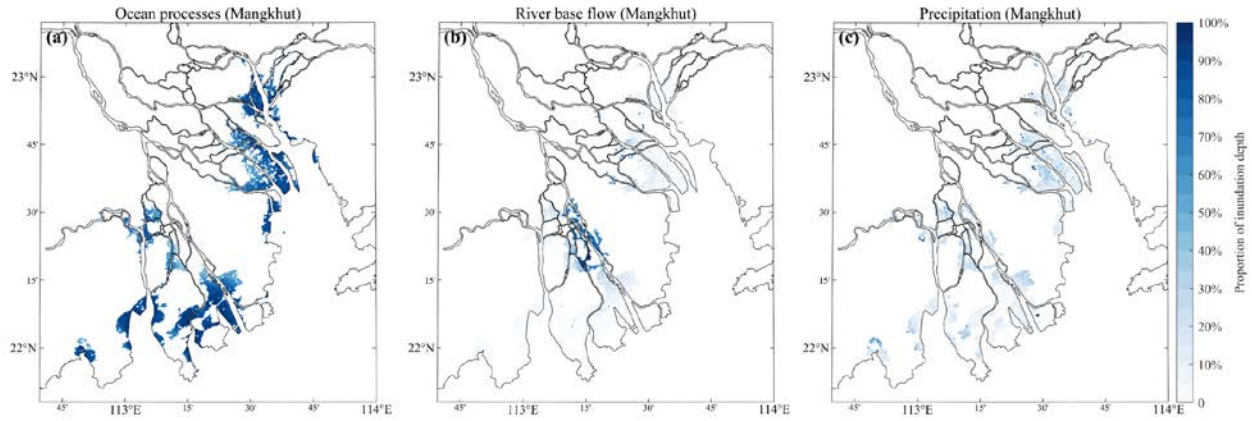 Ocean processes (Mangkhut)
River base flow (Mangkhut)
Precipitation (Mangkhut)
(a)
(b)
(c)
23°N
45'
30'
15'
22°N
45'
113°E
15'
30'
45'
114°E
23°N
45'
30'
15'
22°N
45'
113°E
15'
30'
45'
114°E
23°N
45'
30'
15'
22°N
45'
113°E
15'
30'
45'
114°E
100%
90%
80%
70%
60%
50%
40%
30%
20%
10%
0
Proportion of inundation depth